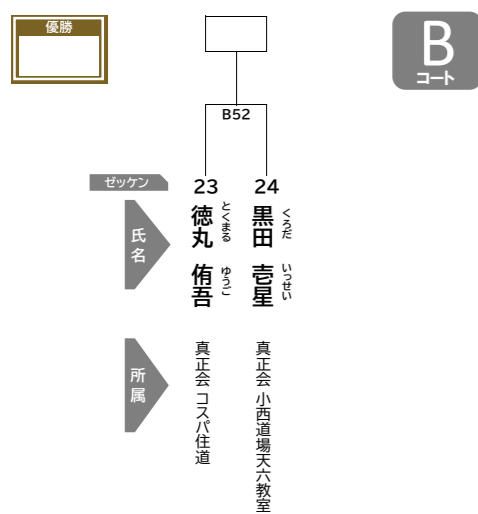 優勝
B
コート
B52
ゼッケン
23
24
氏名
徳丸 侑吾
とくまる ゆうご
黒田 壱星
くろだ いっせい
所属
真正会 コスパ住道
真正会 小西道場天六教室